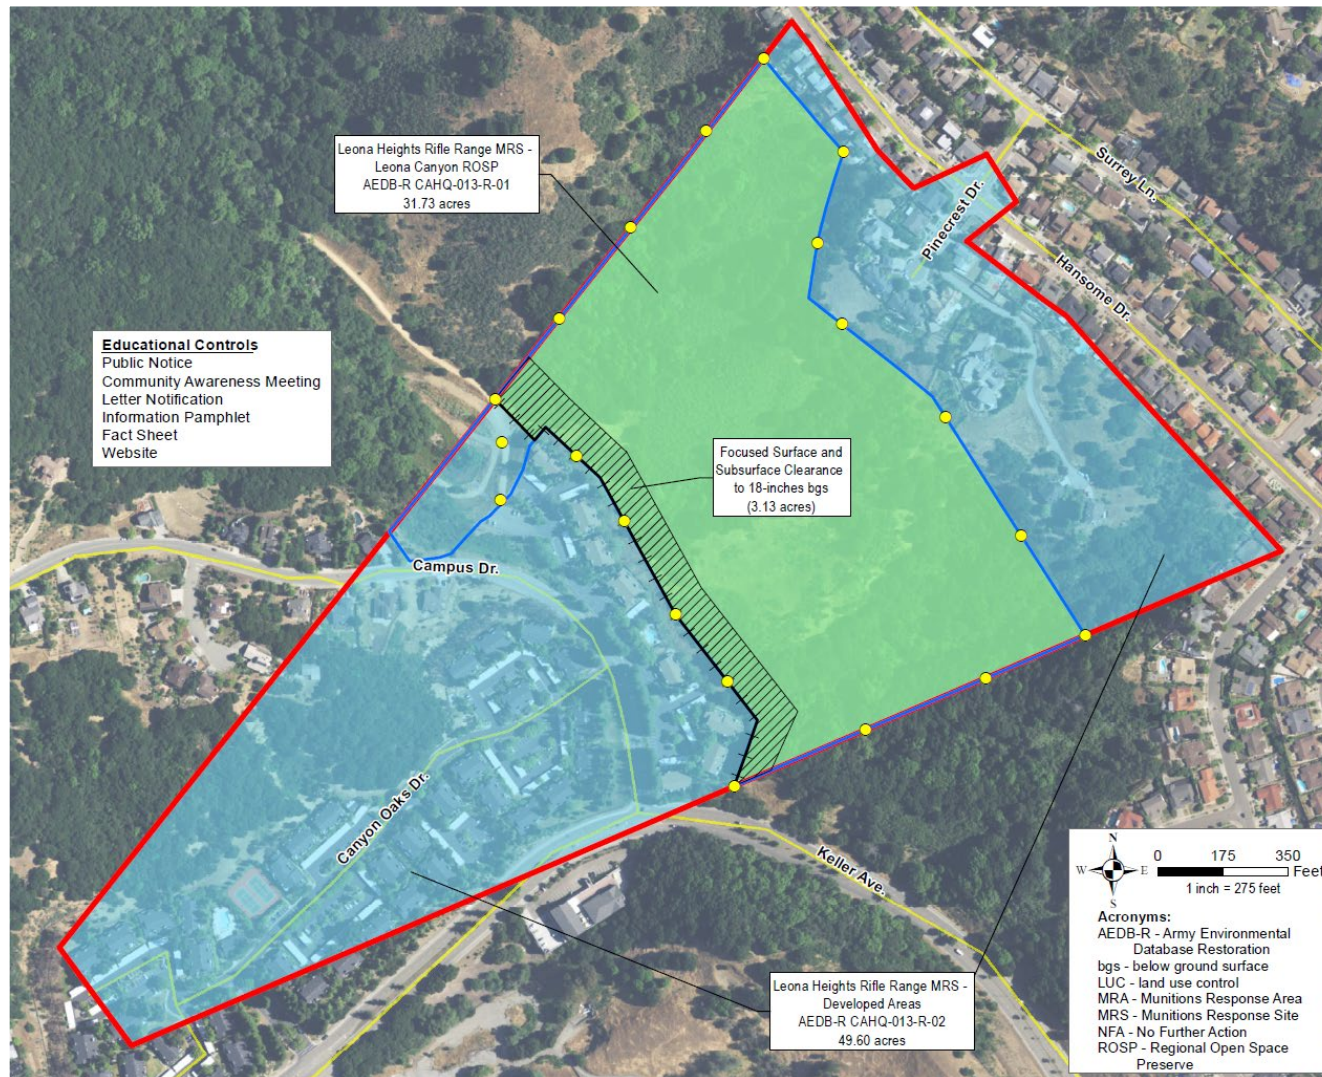 Leona Heights Rifle Range MRS -
Leona Canyon ROSP
AEDB-R CAHQ-013-R-01
31.73 acres
Surrey Ln.
Pinecrest Dr.
Hansome Dr.
Educational Controls
Public Notice
Community Awareness Meeting
Letter Notification
Information Pamphlet
Fact Sheet
Website
Focused Surface and
Subsurface Clearance
to 18-inches bgs
(3.13 acres)
Campus Dr.
Canyon Oaks Dr.
Keller Ave.
Leona Heights Rifle Range MRS -
Developed Areas
AEDB-R CAHQ-013-R-02
49.60 acres
N
W E
S
0 175 350
Feet
1 inch = 275 feet
Acronyms:
AEDB-R - Army Environmental
Database Restoration
bgs - below ground surface
LUC - land use control
MRA - Munitions Response Area
MRS - Munitions Response Site
NFA - No Further Action
ROSP - Regional Open Space
Preserve